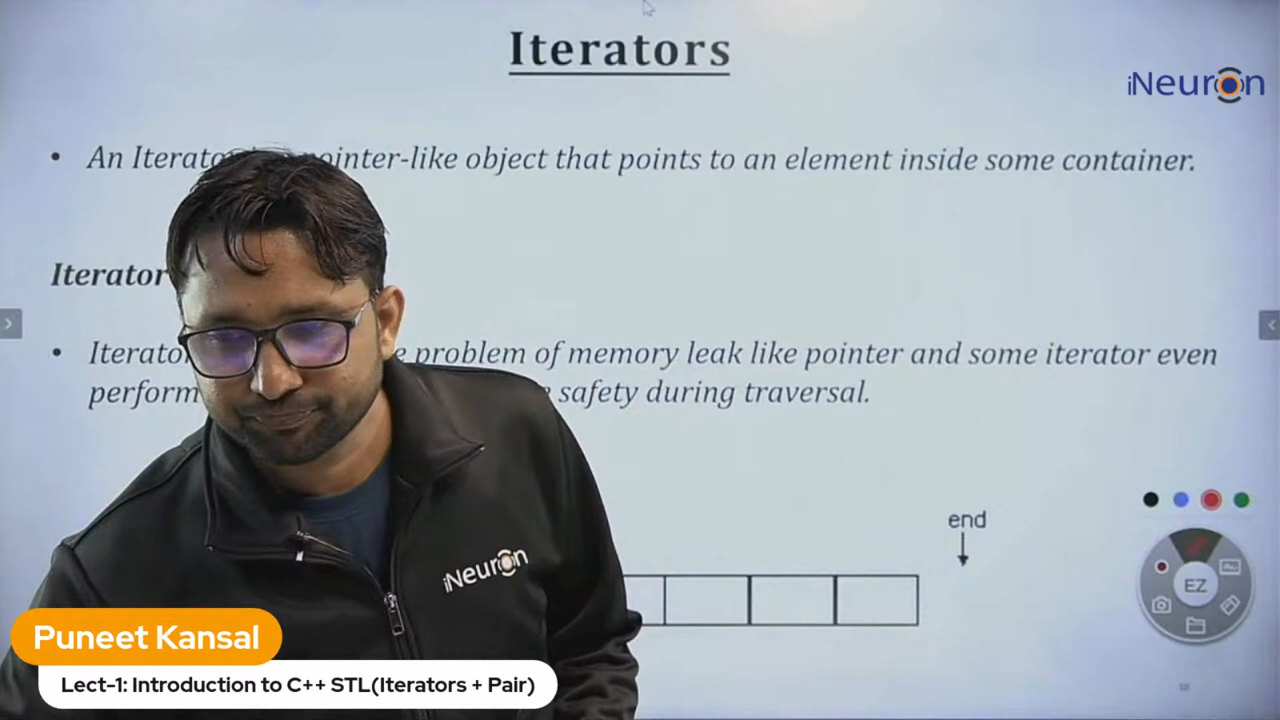 Iterators
iNeuron
• An Iterator pointer-like object that points to an element inside some container.
Iterator
• problem of memory leak like pointer and some iterator even
perform safety during traversal.
end
EZ
iNeuron
Puneet Kansal
Lect-1: Introduction to C++ STL(Iterators + Pair)